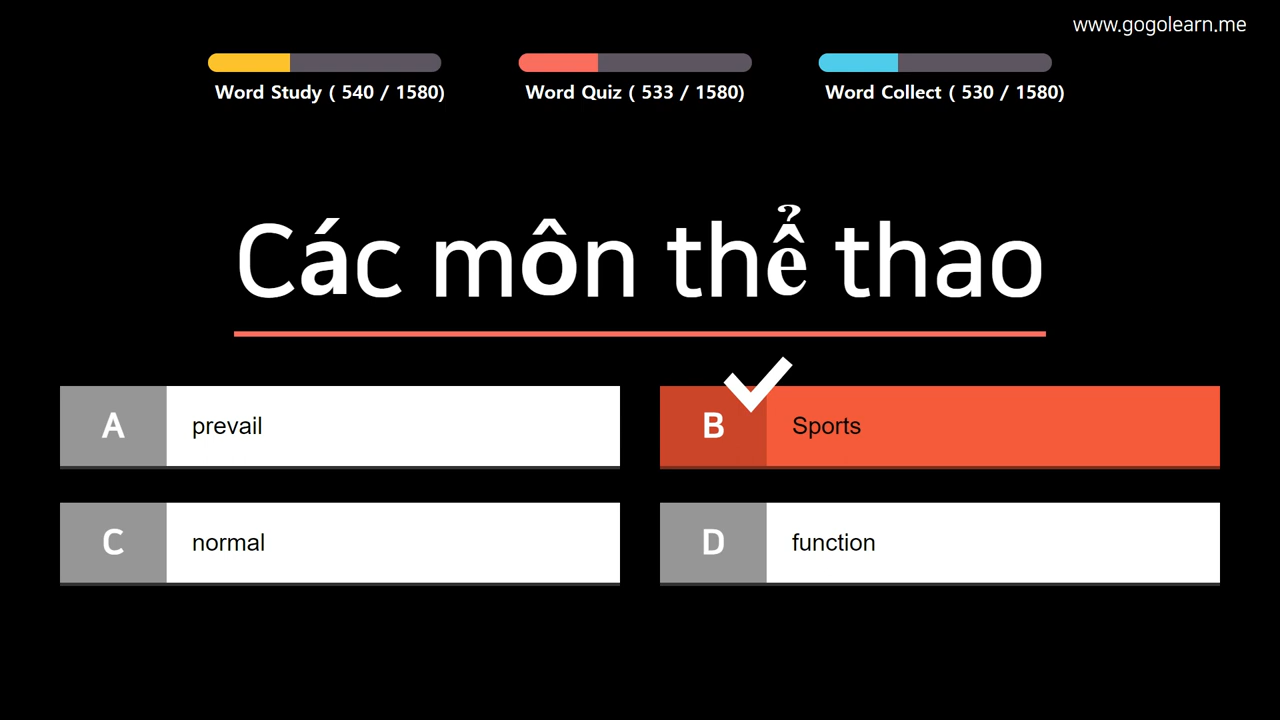 www.gogolearn.me
Word Study ( 540 / 1580)
Word Quiz ( 533 / 1580)
Word Collect ( 530 / 1580)
Các môn thể thao
A
prevail
B
Sports
C
normal
D
function